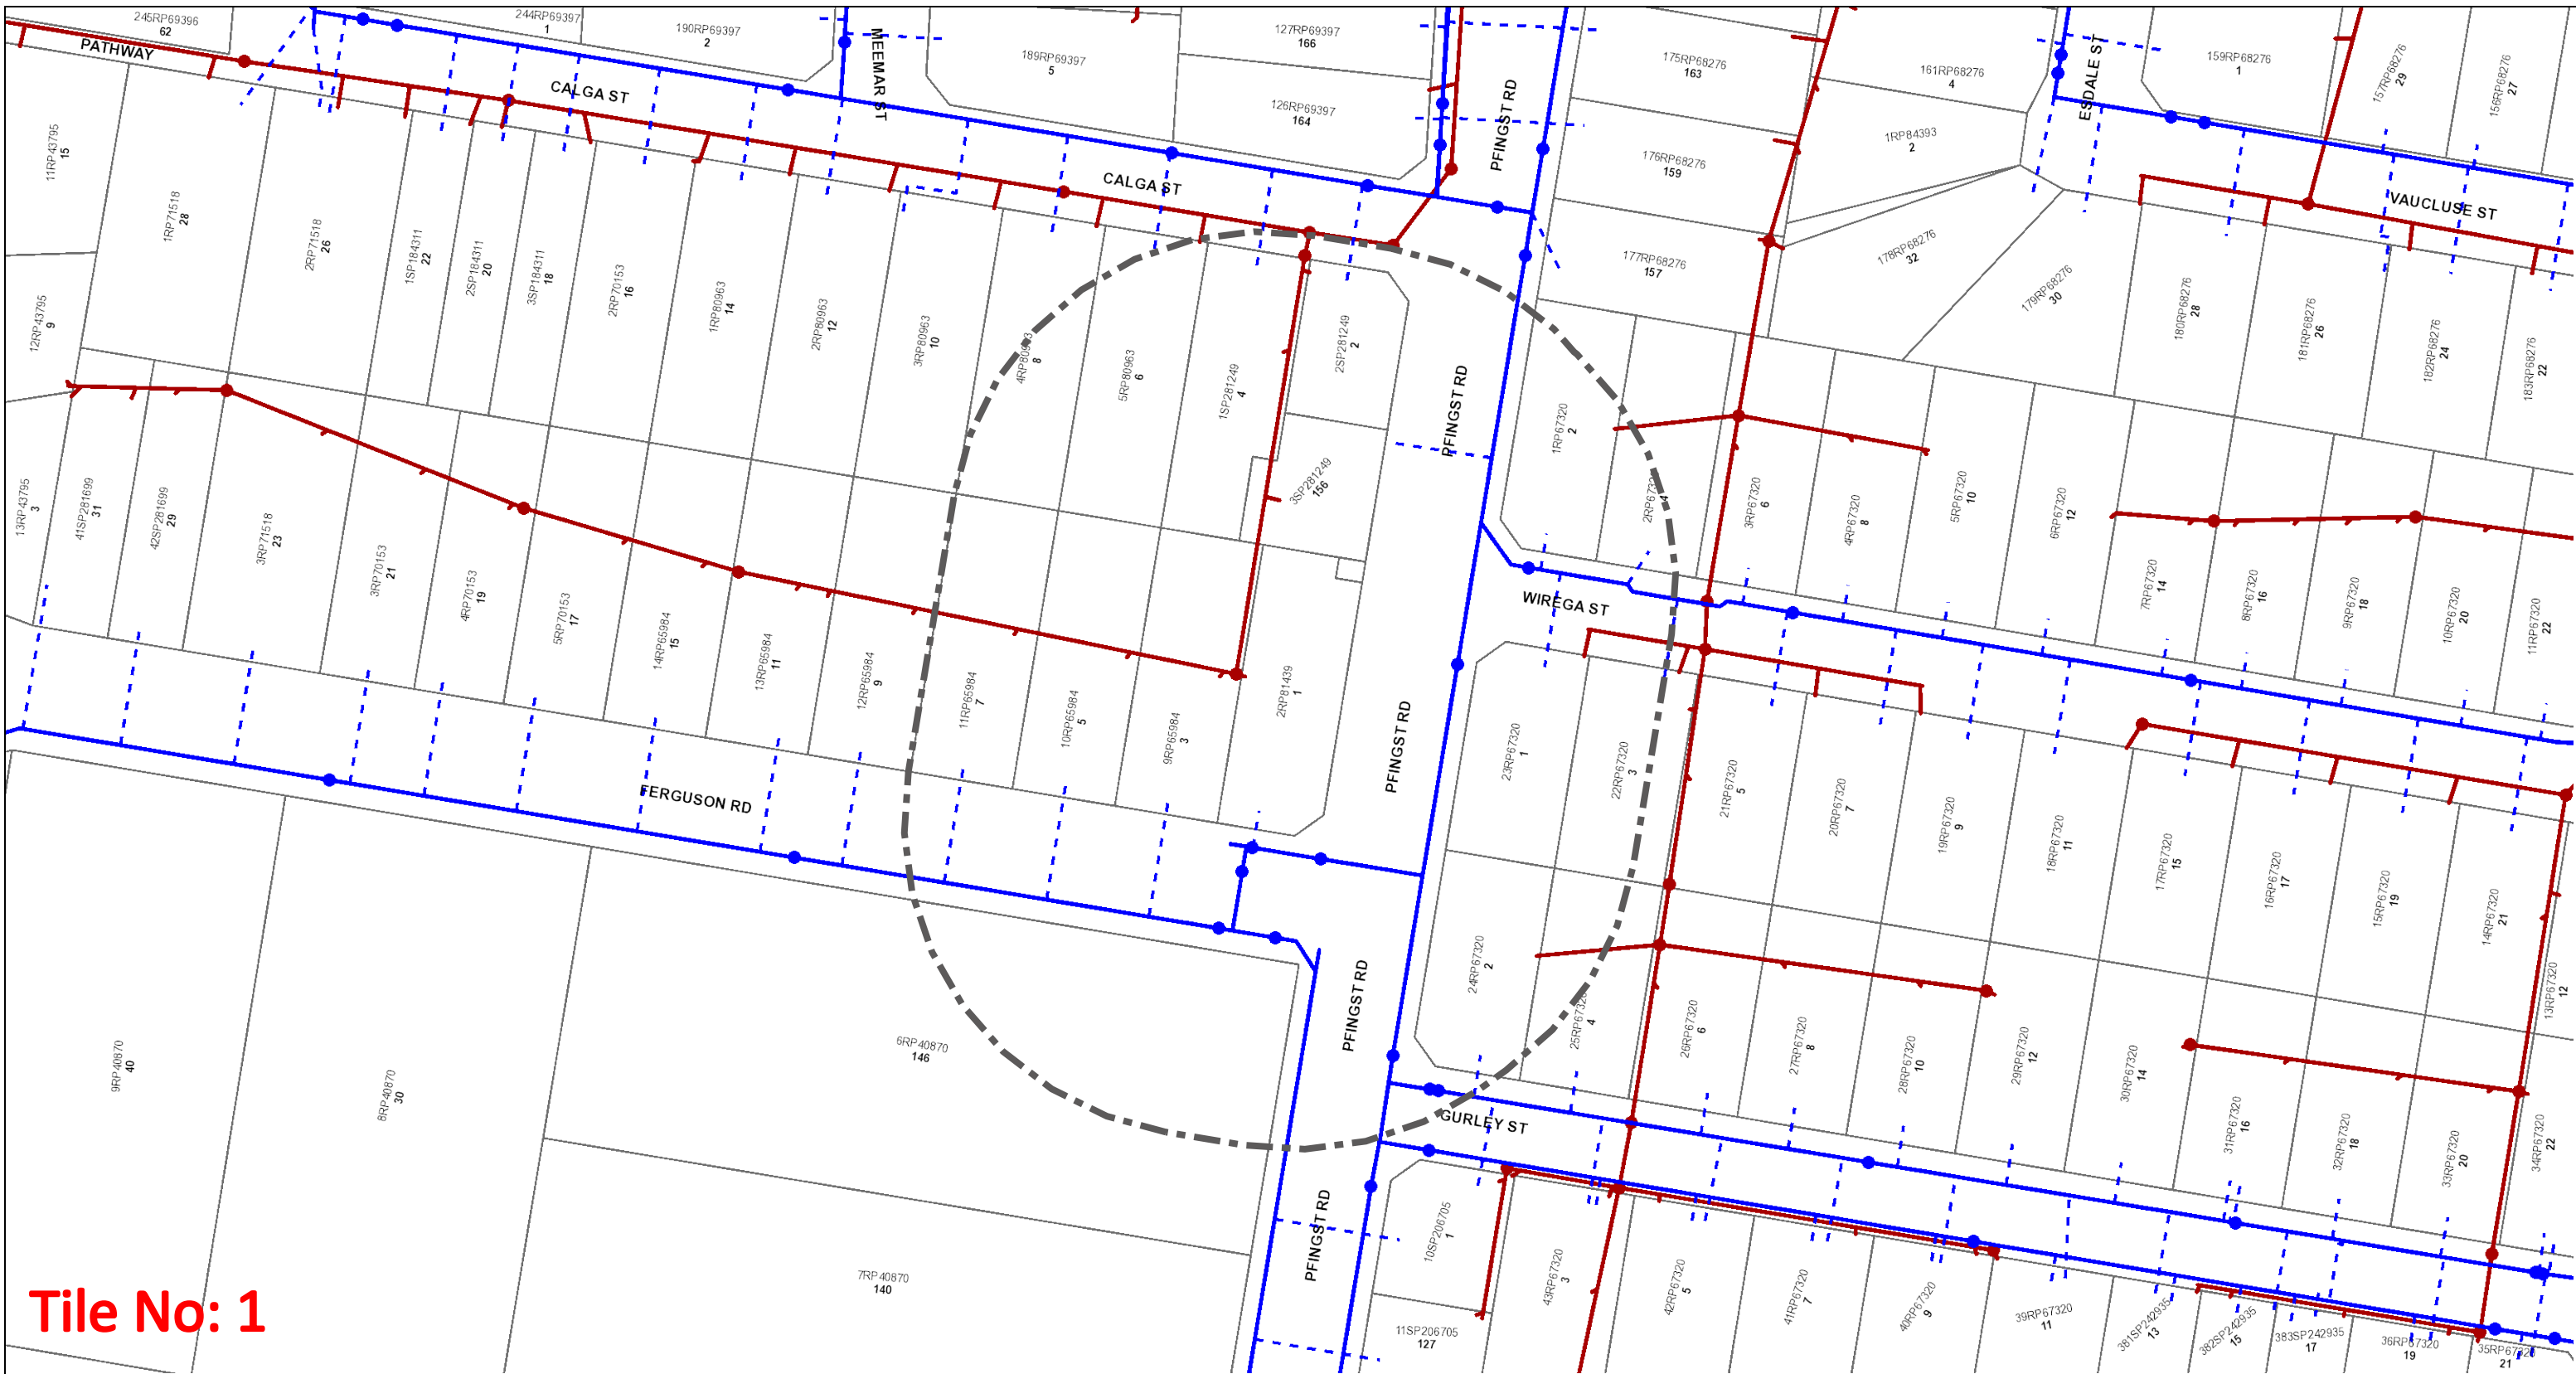 245RP69396
62
244RP69397
1
190RP69397
2
MEEMAR ST
189RP69397
5
127RP69397
166
126RP69397
164
PFINGST RD
175RP68276
163
176RP68276
159
177RP68276
157
161RP68276
4
1RP84393
2
ESDALE ST
159RP68276
1
157RP68276
29
156RP68276
27
PATHWAY
CALGA ST
CALGA ST
VAUCLUSE ST
178RP68276
32
179RP68276
30
180RP68276
28
181RP68276
26
182RP68276
24
183RP68276
22
11RP43795
15
12RP43795
9
1RP71518
28
2RP71518
26
1SP184311
22
2SP184311
20
3SP184311
18
2RP70153
16
1RP80963
14
2RP80963
12
3RP80963
10
4RP80963
8
5RP80963
6
1SP281249
4
2SP281249
2
3SP281249
156
PFINGST RD
1RP67320
2
2RP67320
4
3RP67320
6
4RP67320
8
5RP67320
10
6RP67320
12
7RP67320
14
8RP67320
16
9RP67320
18
10RP67320
20
11RP67320
22
13RP43795
3
41SP281699
31
42SP281699
29
3RP71518
23
3RP70153
21
4RP70153
19
5RP70153
17
14RP65984
15
13RP65984
11
12RP65984
9
11RP65984
7
10RP65984
5
9RP65984
3
2RP81439
1
WIREGA ST
PFINGST RD
23RP67320
1
22RP67320
3
21RP67320
5
20RP67320
7
19RP67320
9
18RP67320
11
17RP67320
15
16RP67320
17
15RP67320
19
14RP67320
21
13RP67320
12
FERGUSON RD
24RP67320
2
25RP67320
4
26RP67320
6
27RP67320
8
28RP67320
10
29RP67320
12
30RP67320
14
31RP67320
16
32RP67320
18
33RP67320
20
34RP67320
22
PFINGST RD
9RP40870
40
8RP40870
30
6RP40870
146
7RP40870
140
GURLEY ST
PFINGST RD
10SP206705
1
11SP206705
127
43RP67320
3
42RP67320
5
41RP67320
7
40RP67320
9
39RP67320
11
381SP242935
13
382SP242935
15
383SP242935
17
36RP67320
19
35RP67320
21
Tile No: 1